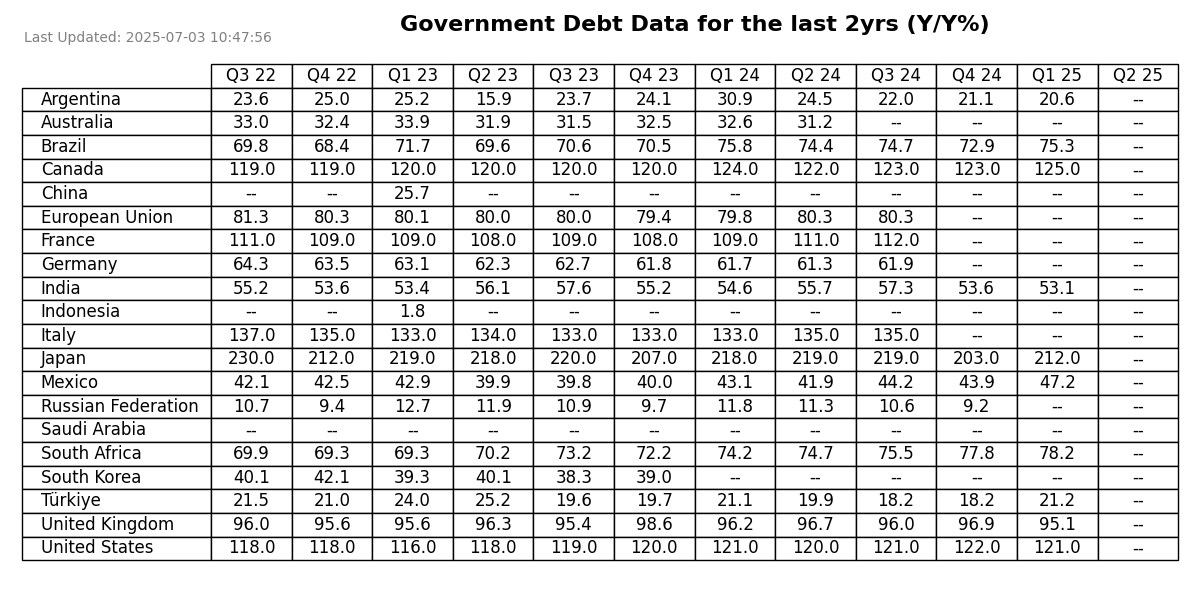 Government Debt Data for the last 2yrs (Y/Y%)
Last Updated: 2025-07-03 10:47:56
Q3 22 Q4 22 Q1 23 Q2 23 Q3 23 Q4 23 Q1 24 Q2 24 Q3 24 Q4 24 Q1 25 Q2 25
Argentina 23.6 25.0 25.2 15.9 23.7 24.1 30.9 24.5 22.0 21.1 20.6 --
Australia 33.0 32.4 33.9 31.9 31.5 32.5 32.6 31.2 -- -- -- --
Brazil 69.8 68.4 71.7 69.6 70.6 70.5 75.8 74.4 74.7 72.9 75.3 --
Canada 119.0 119.0 120.0 120.0 120.0 120.0 124.0 122.0 123.0 123.0 125.0 --
China -- -- 25.7 -- -- -- -- -- -- -- -- --
European Union 81.3 80.3 80.1 80.0 80.0 79.4 79.8 80.3 80.3 -- -- --
France 111.0 109.0 109.0 108.0 109.0 108.0 109.0 111.0 112.0 -- -- --
Germany 64.3 63.5 63.1 62.3 62.7 61.8 61.7 61.3 61.9 -- -- --
India 55.2 53.6 53.4 56.1 57.6 55.2 54.6 55.7 57.3 53.6 53.1 --
Indonesia -- -- 1.8 -- -- -- -- -- -- -- -- --
Italy 137.0 135.0 133.0 134.0 133.0 133.0 133.0 135.0 135.0 -- -- --
Japan 230.0 212.0 219.0 218.0 220.0 207.0 218.0 219.0 219.0 203.0 212.0 --
Mexico 42.1 42.5 42.9 39.9 39.8 40.0 43.1 41.9 44.2 43.9 47.2 --
Russian Federation 10.7 9.4 12.7 11.9 10.9 9.7 11.8 11.3 10.6 9.2 -- --
Saudi Arabia -- -- -- -- -- -- -- -- -- -- -- --
South Africa 69.9 69.3 69.3 70.2 73.2 72.2 74.2 74.7 75.5 77.8 78.2 --
South Korea 40.1 42.1 39.3 40.1 38.3 39.0 -- -- -- -- -- --
Türkiye 21.5 21.0 24.0 25.2 19.6 19.7 21.1 19.9 18.2 18.2 21.2 --
United Kingdom 96.0 95.6 95.6 96.3 95.4 98.6 96.2 96.7 96.0 96.9 95.1 --
United States 118.0 118.0 116.0 118.0 119.0 120.0 121.0 120.0 121.0 122.0 121.0 --